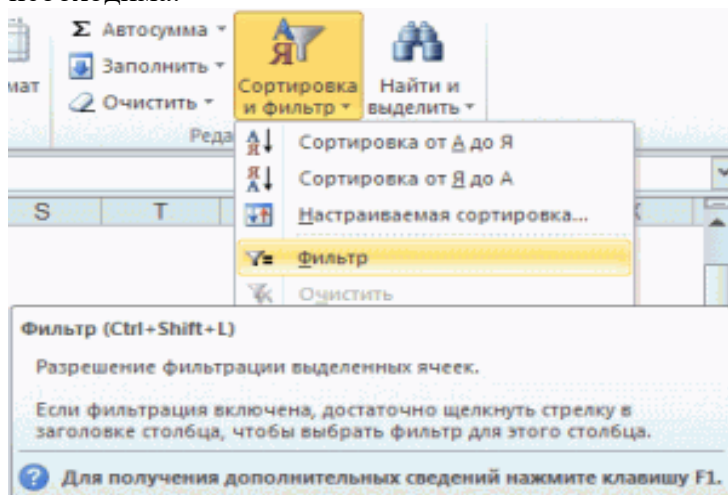 Σ Автосумма
Заполнить
Очистить
мат
Сортировка
и фильтр
Найти и
выделить
Реда
Сортировка от А до Я
Сортировка от Я до А
Настраиваемая сортировка...
S T
Фильтр
Очистить
Фильтр (Ctrl+Shift+L)
Разрешение фильтрации выделенных ячеек.
Если фильтрация включена, достаточно щелкнуть стрелку в
заголовке столбца, чтобы выбрать фильтр для этого столбца.
Для получения дополнительных сведений нажмите клавишу F1.